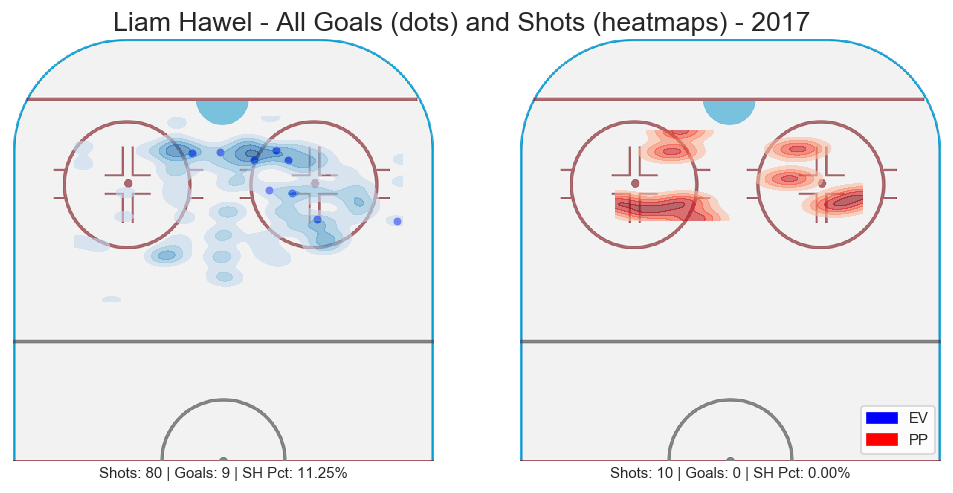 Liam Hawel - All Goals (dots) and Shots (heatmaps) - 2017
EV
PP
Shots: 80 | Goals: 9 | SH Pct: 11.25%
Shots: 10 | Goals: 0 | SH Pct: 0.00%